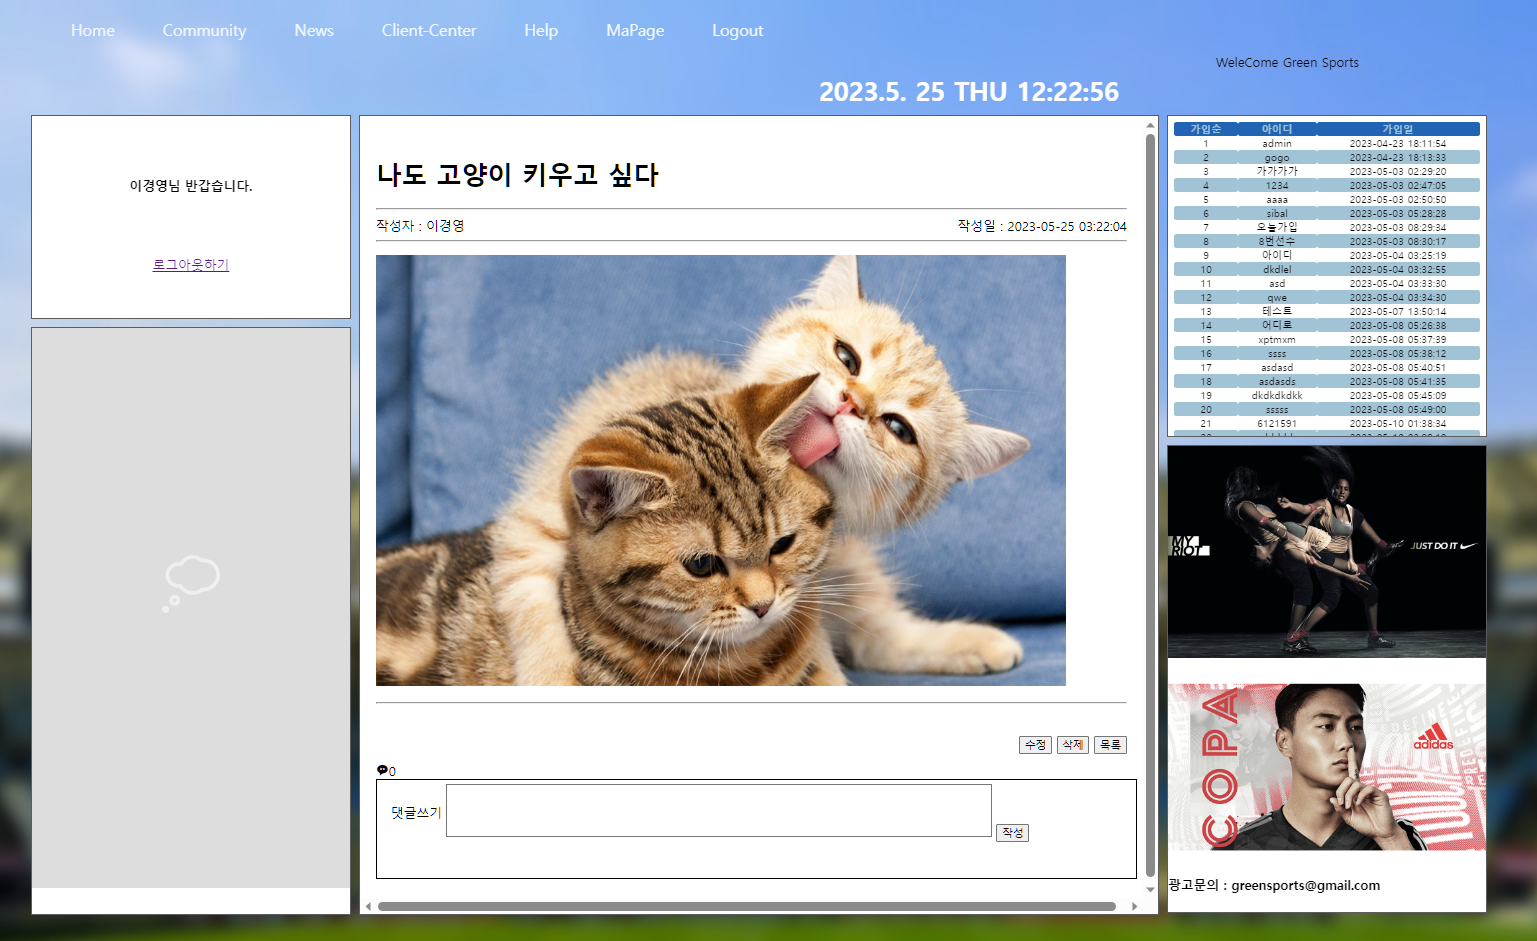 Home Community News Client-Center Help MaPage Logout
WeleCome Green Sports
2023.5. 25 THU 12:22:56
이경영님 반갑습니다.
로그아웃하기
나도 고양이 키우고 싶다
작성자 : 이경영 작성일 : 2023-05-25 03:22:04
수정 삭제 목록
0
댓글쓰기
작성
가입순 아이디 가입일
1 admin 2023-04-23 18:11:54
2 gogo 2023-04-23 18:13:33
3 가가가가 2023-05-03 02:29:20
4 1234 2023-05-03 02:47:05
5 aaaa 2023-05-03 02:50:50
6 sibal 2023-05-03 05:28:28
7 오늘가입 2023-05-03 08:29:34
8 8번선수 2023-05-03 08:30:17
9 아이디 2023-05-04 03:25:19
10 dkdlel 2023-05-04 03:32:55
11 asd 2023-05-04 03:33:30
12 qwe 2023-05-04 03:34:30
13 테스트 2023-05-07 13:50:14
14 어디로 2023-05-08 05:26:38
15 xptmxm 2023-05-08 05:37:39
16 ssss 2023-05-08 05:38:12
17 asdasd 2023-05-08 05:40:51
18 asdasds 2023-05-08 05:41:35
19 dkdkdkdkk 2023-05-08 05:45:09
20 sssss 2023-05-08 05:49:00
21 6121591 2023-05-10 01:38:34
MY
RIOT
JUST DO IT
COPA
adidas
광고문의 : greensports@gmail.com